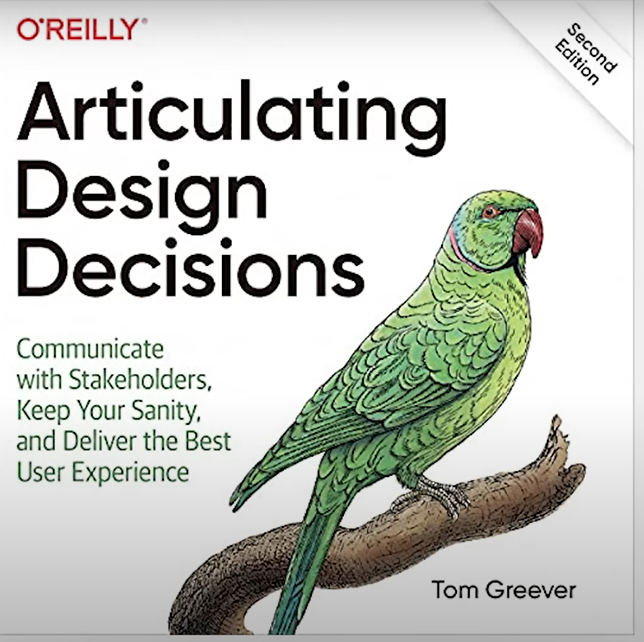 O'REILLY®
Second
Edition
Articulating
Design
Decisions
Communicate
with Stakeholders,
Keep Your Sanity,
and Deliver the Best
User Experience
Tom Greever